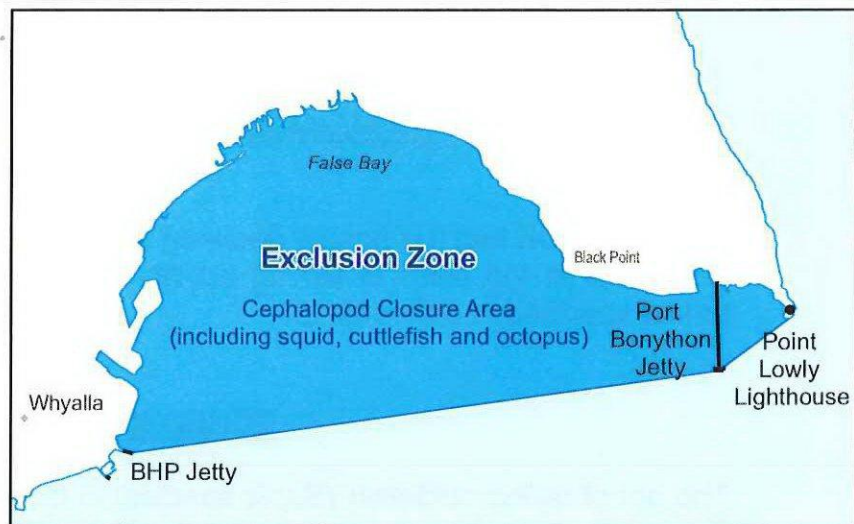 False Bay
Exclusion Zone
Black Point
Cephalopod Closure Area
(including squid, cuttlefish and octopus)
Port
Bonython
Jetty
Point
Lowly
Lighthouse
Whyalla
BHP Jetty